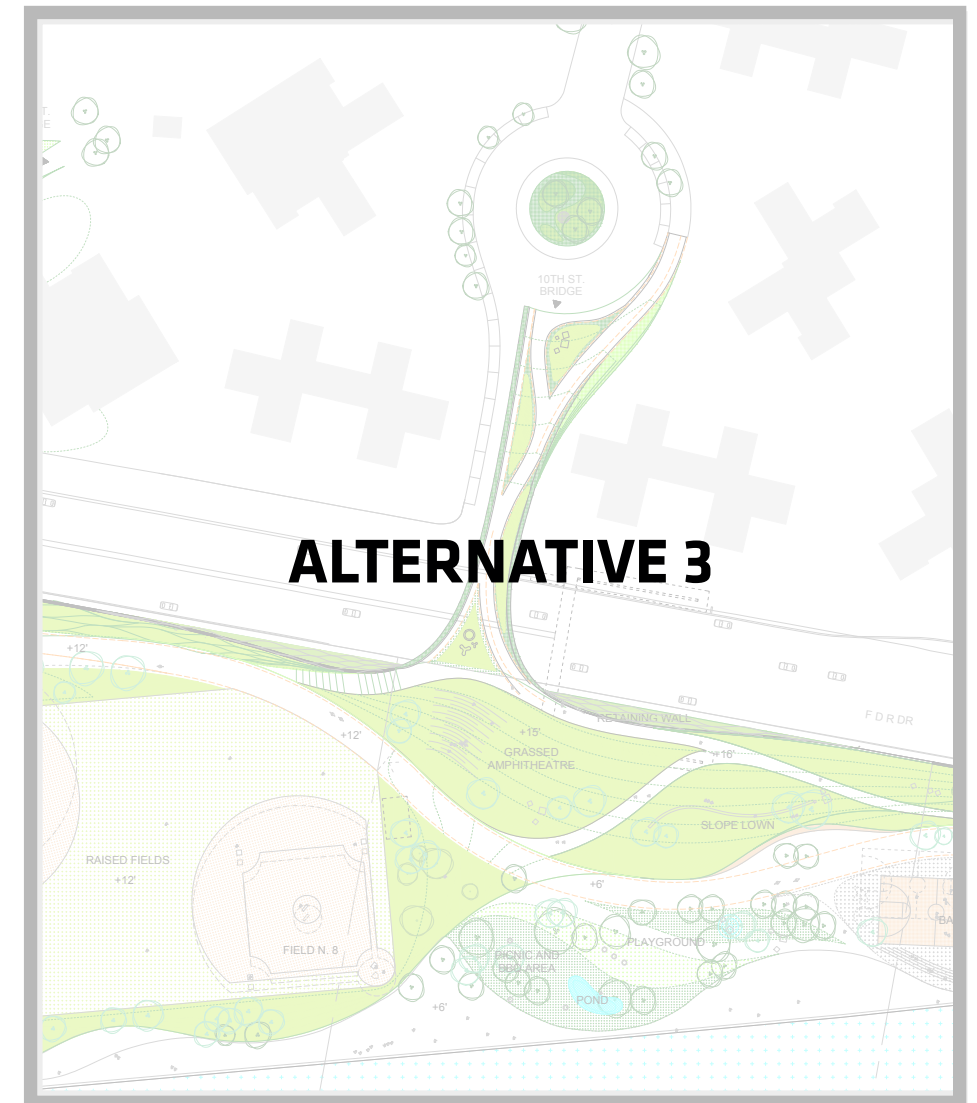 T.
E
10TH ST.
BRIDGE
ALTERNATIVE 3
+12'
RETAINING WALL
F D R DR
+15'
+12'
GRASSED
AMPHITHEATRE
+16'
SLOPE LOWN
RAISED FIELDS
+12'
+6'
FIELD N. 8
PLAYGROUND
BA
PICNIC AND
BBQ AREA
POND
+6'